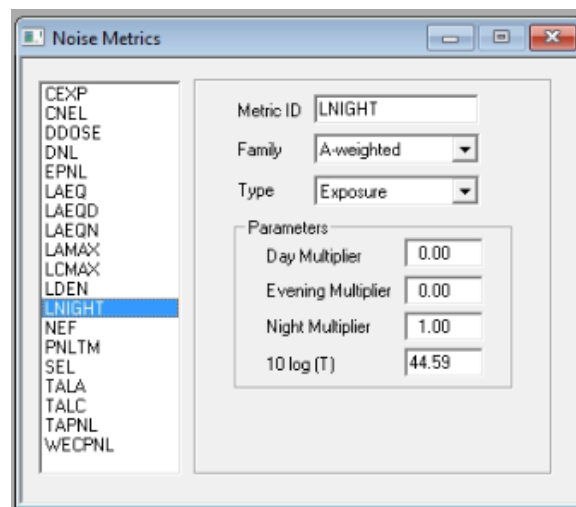 Noise Metrics
CEXP
CNEL
DDOSE
DNL
EPNL
LAEQ
LAEQD
LAEQN
LAMAX
LCMAX
LDEN
LNIGHT
NEF
PNLTM
SEL
TALA
TALC
TAPNL
WECPNL
Metric ID LNIGHT
Family A-weighted
Type Exposure
Parameters
Day Multiplier 0.00
Evening Multiplier 0.00
Night Multiplier 1.00
10 log (T) 44.59